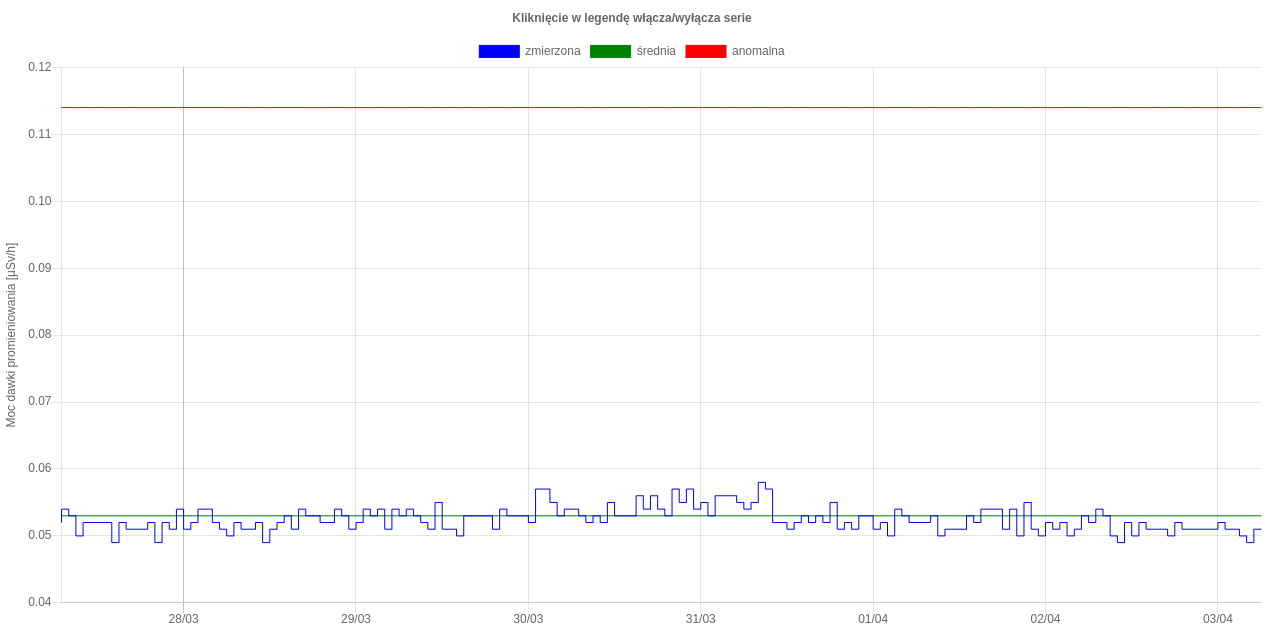 Kliknięcie w legendę włącza/wyłącza serie
zmierzona średnia anomalna
Moc dawki promieniowania [µSv/h]
0.12
0.11
0.10
0.09
0.08
0.07
0.06
0.05
0.04
28/03 29/03 30/03 31/03 01/04 02/04 03/04